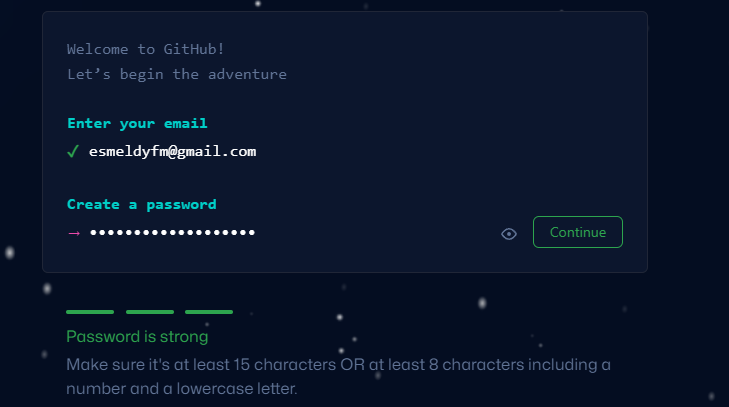 Welcome to GitHub!
Let’s begin the adventure
Enter your email
✓ esmeldyfm@gmail.com
Create a password
→ •••••••••••••••••••
Continue
Password is strong
Make sure it's at least 15 characters OR at least 8 characters including a
number and a lowercase letter.